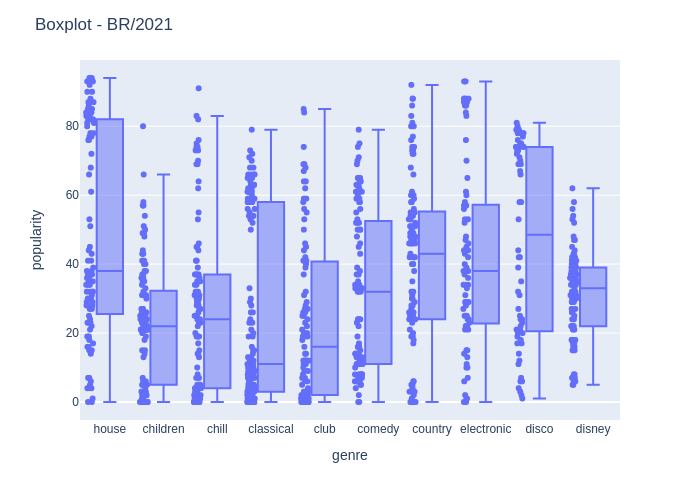 Boxplot - BR/2021
popularity
80
60
40
20
0
house children chill classical club comedy country electronic disco disney
genre